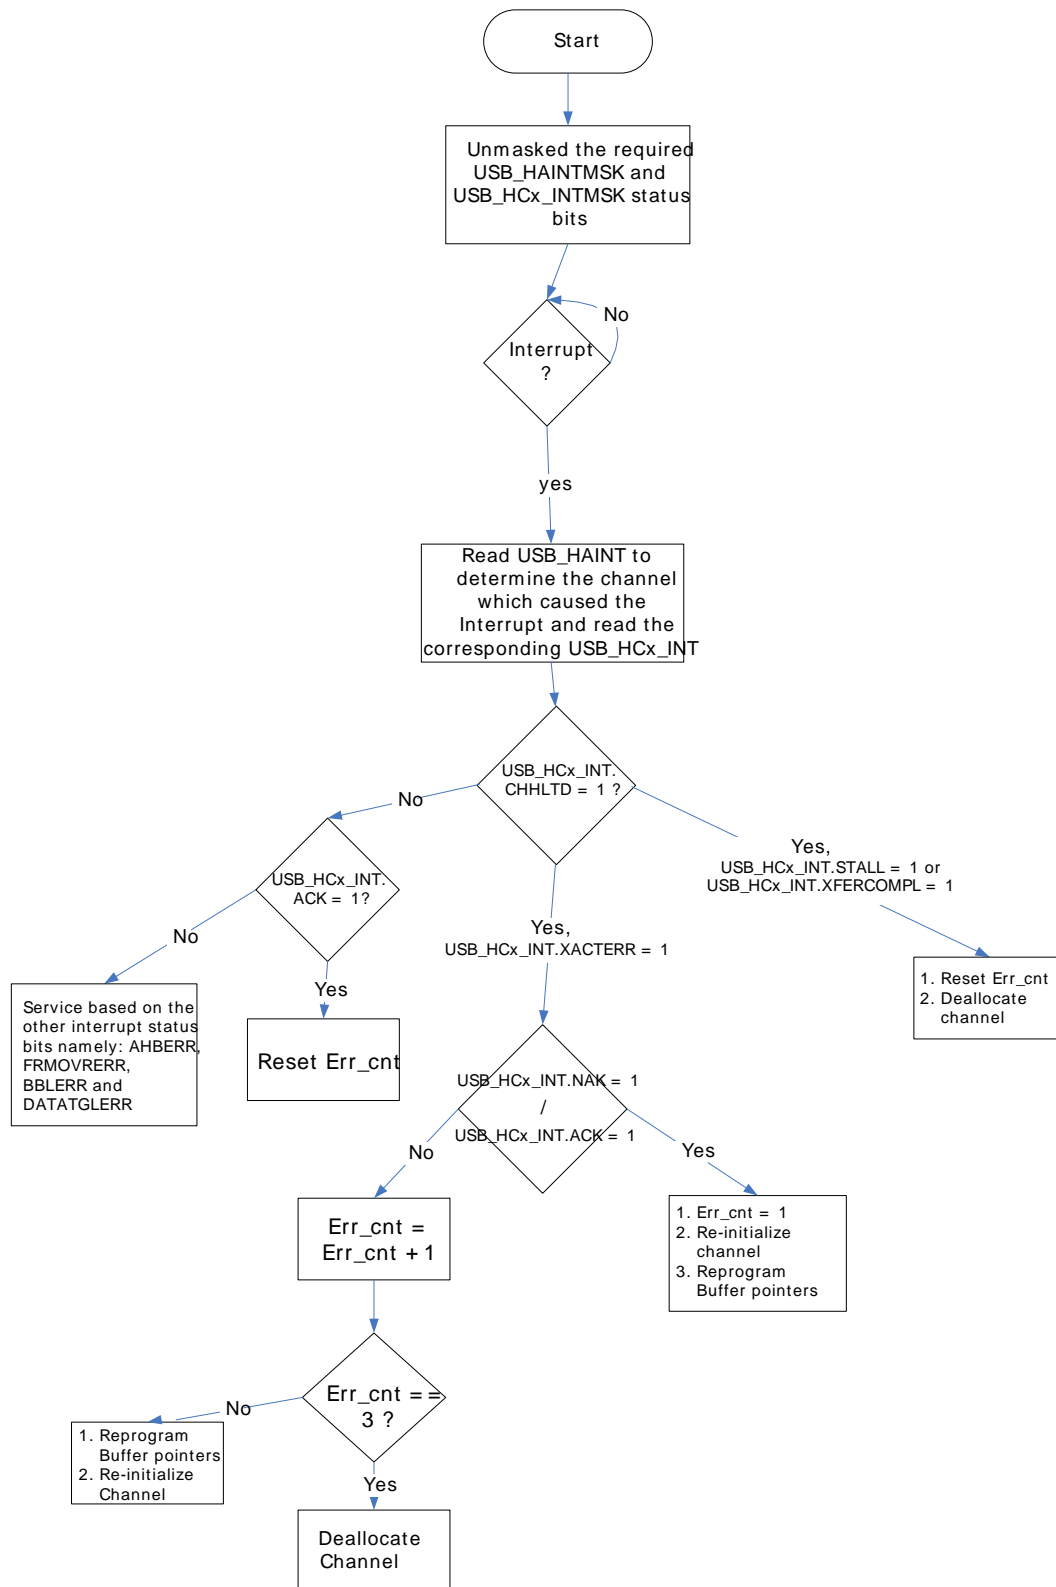 Start
Unmasked the required
USB_HAINTMSK and
USB_HCx_INTMSK status
bits
No
Interrupt
?
yes
Read USB_HAINT to
determine the channel
which caused the
Interrupt and read the
corresponding USB_HCx_INT
USB_HCx_INT.
CHHLTD = 1 ?
No
Yes,
USB_HCx_INT.STALL = 1 or
USB_HCx_INT.XFERCOMPL = 1
USB_HCx_INT.
ACK = 1?
Yes,
USB_HCx_INT.XACTERR = 1
No
Yes
1. Reset Err_cnt
2. Deallocate
channel
Service based on the
other interrupt status
bits namely: AHBERR,
FRMOVRERR,
BBLERR and
DATATGLERR
Reset Err_cnt
USB_HCx_INT.NAK = 1
/
USB_HCx_INT.ACK = 1
No
Yes
Err_cnt =
Err_cnt + 1
1. Err_cnt = 1
2. Re-initialize
channel
3. Reprogram
Buffer pointers
Err_cnt ==
3 ?
No
1. Reprogram
Buffer pointers
2. Re-initialize
Channel
Yes
Deallocate
Channel